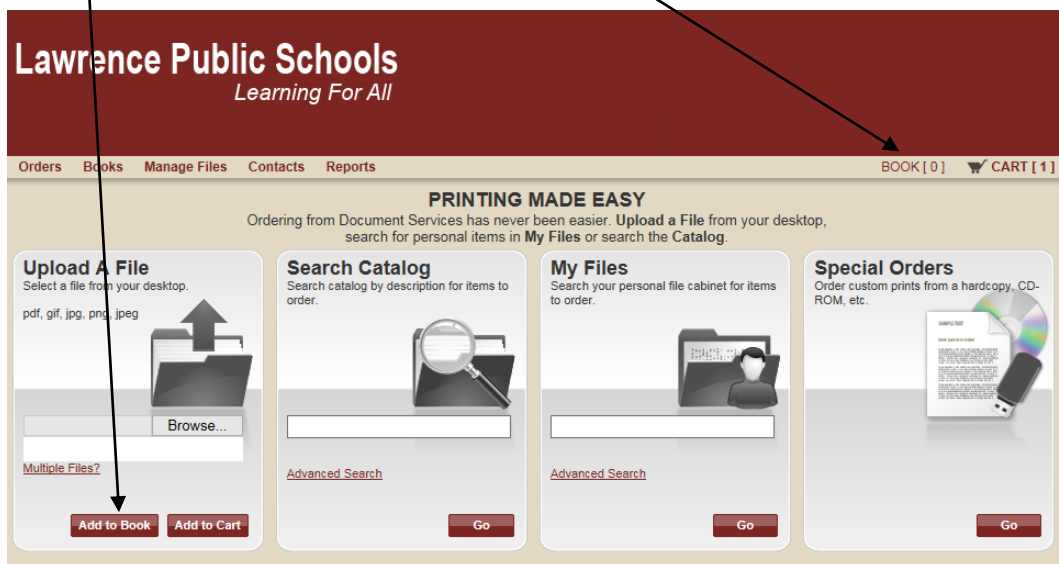 Lawrence Public Schools
Learning For All
Orders Books Manage Files Contacts Reports BOOK [ 0 ] CART [ 1 ]
PRINTING MADE EASY
Ordering from Document Services has never been easier. Upload a File from your desktop,
search for personal items in My Files or search the Catalog.
Upload A File
Select a file from your desktop.
pdf, gif, jpg, png, jpeg
Browse...
Multiple Files?
Add to Book Add to Cart
Search Catalog
Search catalog by description for items to
order.
Advanced Search
Go
My Files
Search your personal file cabinet for items
to order.
Advanced Search
Go
Special Orders
Order custom prints from a hardcopy, CD-
ROM, etc.
SAMPLE TEXT
Go